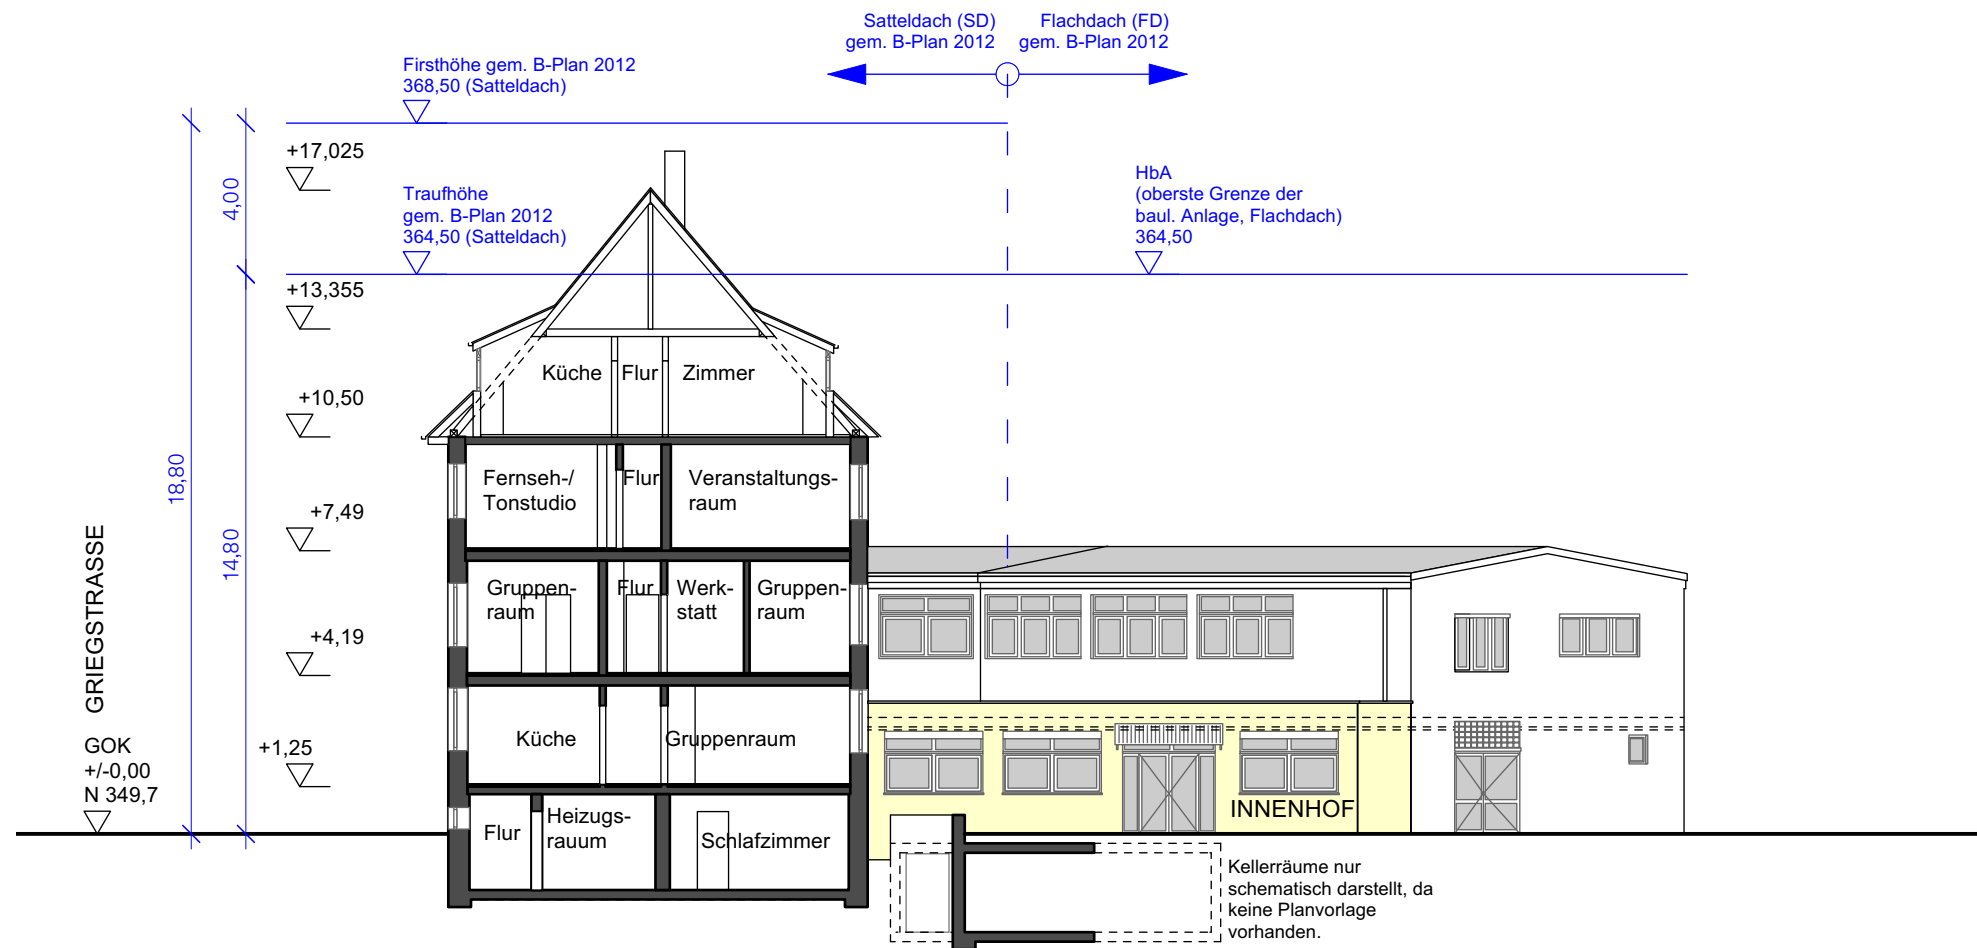 Satteldach (SD)
gem. B-Plan 2012
Flachdach (FD)
gem. B-Plan 2012
Firsthöhe gem. B-Plan 2012
368,50 (Satteldach)
+17,025
4,00
Traufhöhe
gem. B-Plan 2012
364,50 (Satteldach)
HbA
(oberste Grenze der
baul. Anlage, Flachdach)
364,50
+13,355
Küche
Flur
Zimmer
+10,50
18,80
Fernseh-/
Tonstudio
Flur
Veranstaltungs-
raum
+7,49
14,80
GRIEGSTRASSE
Gruppen-
raum
Flur
Werk-
statt
Gruppen-
raum
+4,19
Küche
Gruppenraum
+1,25
GOK
+/-0,00
N 349,7
Flur
Heizugs-
rauum
Schlafzimmer
INNENHOF
Kellerräume nur
schematisch darstellt, da
keine Planvorlage
vorhanden.